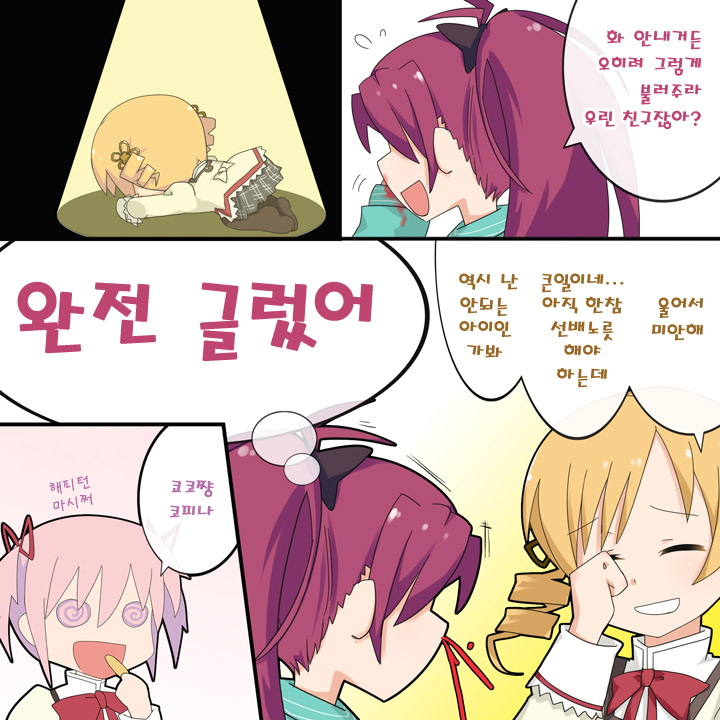 화 안내거든
오히려 그렇게
불러주라
우린 친구잖아?
울어서
미안해
큰일이네...
아직 한참
선배노릇
해야
하는데
역시 난
안되는
아이인
가봐
완전 글렀어
쿄코쨩
코피나
해피턴
마시쩌